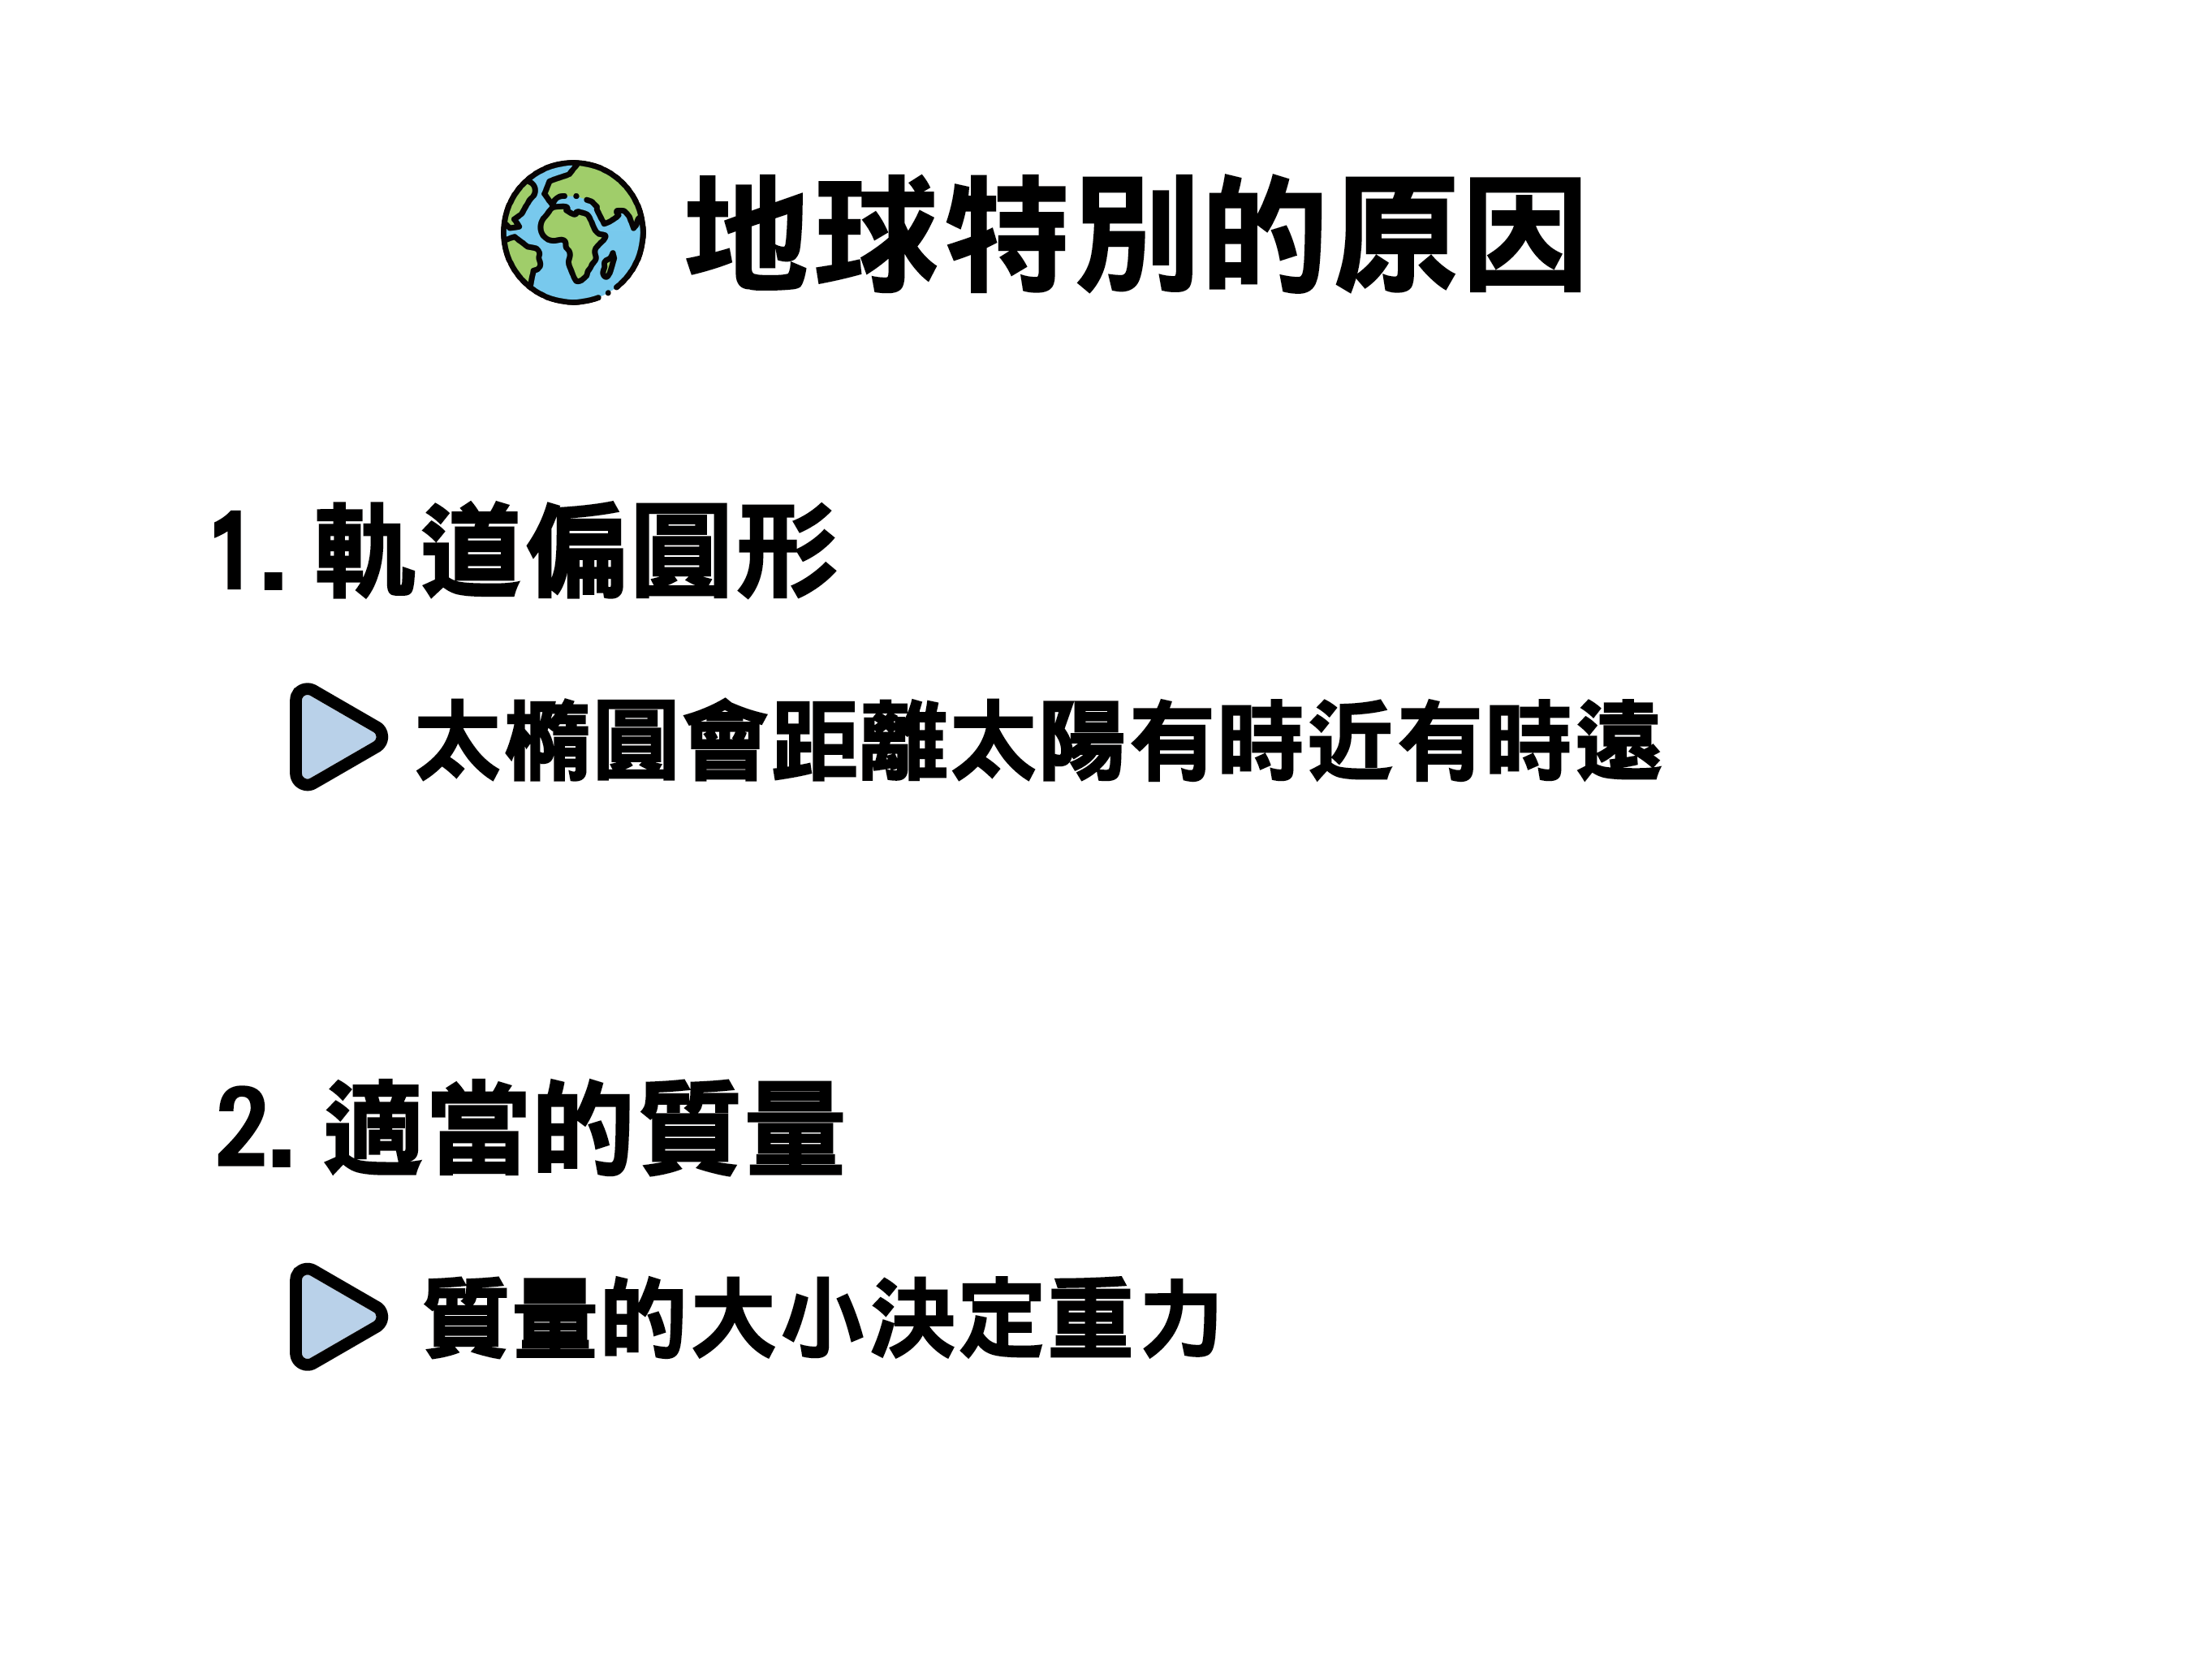 地球特別的原因
1.軌道偏圓形
太橢圓會距離太陽有時近有時遠
2.適當的質量
質量的大小決定重力